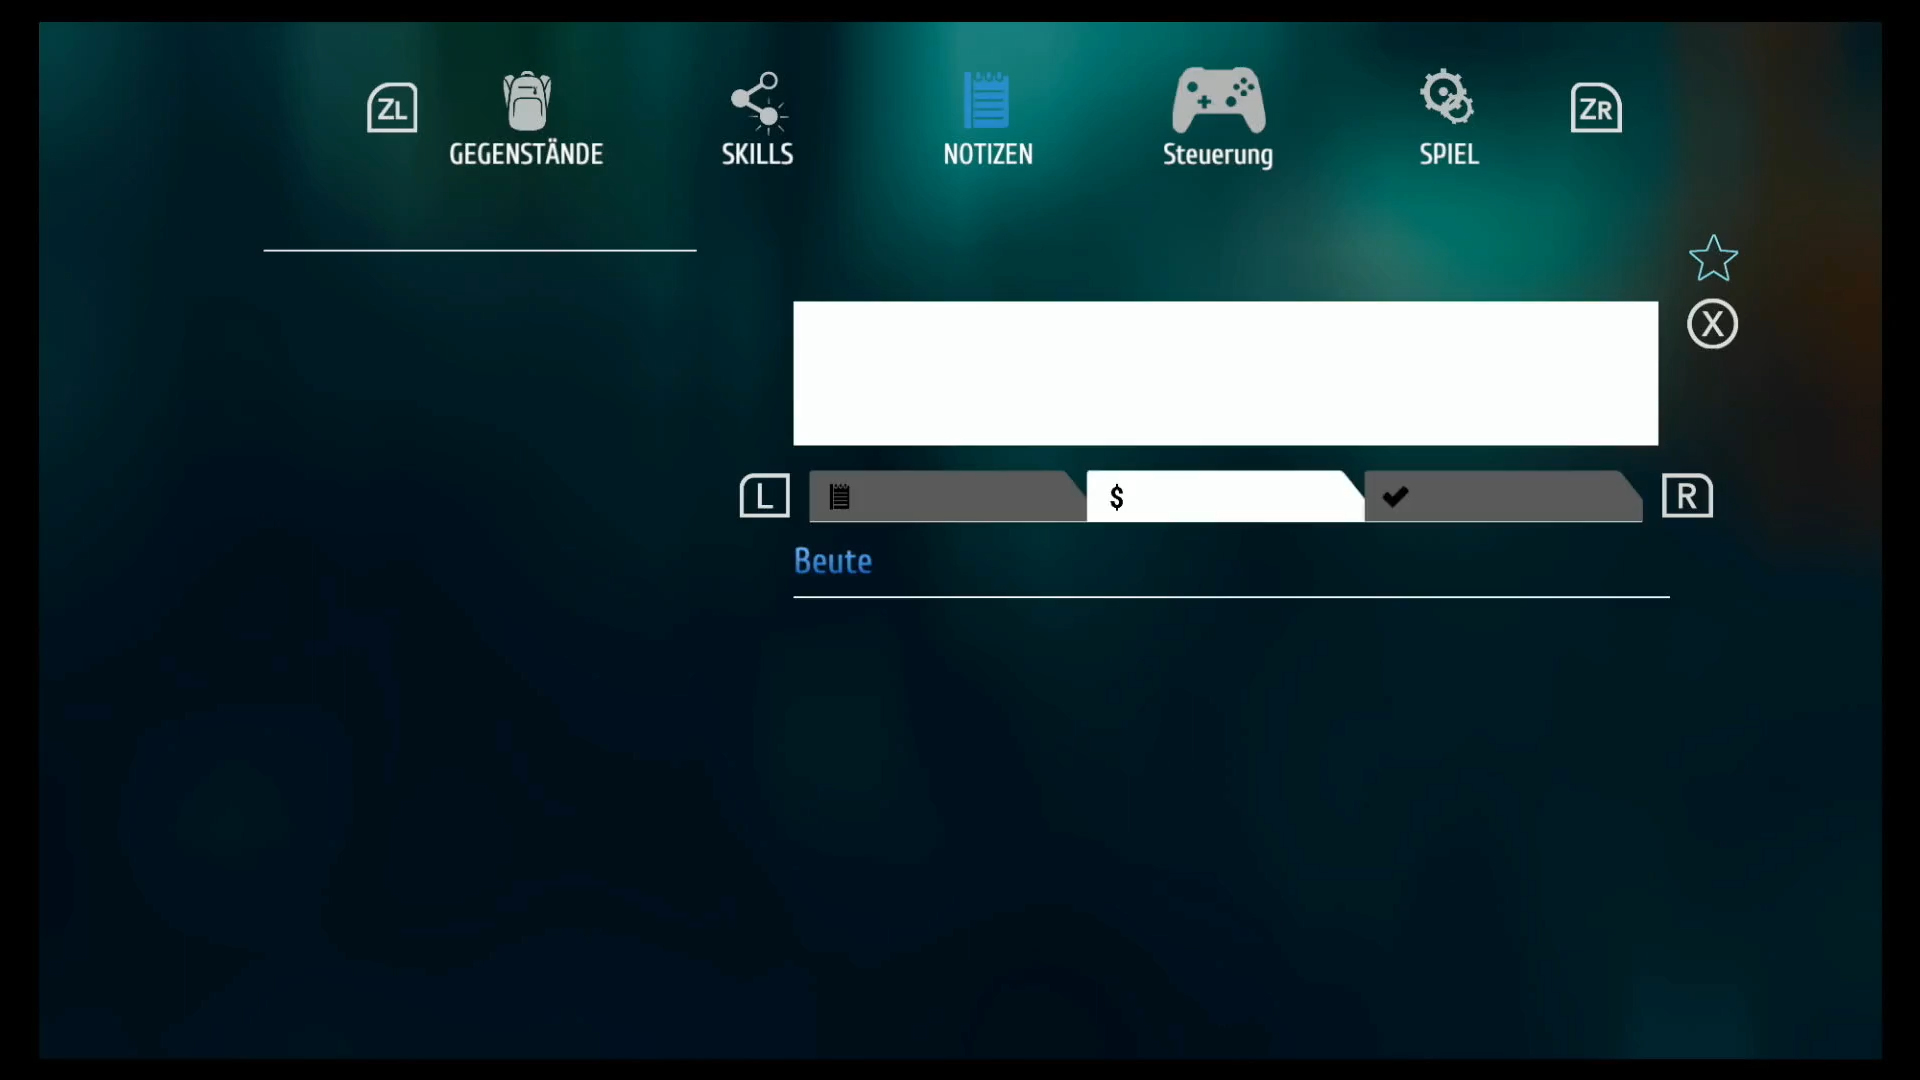 ZL
GEGENSTÄNDE
SKILLS
NOTIZEN
Steuerung
SPIEL
ZR
X
L
$
R
Beute